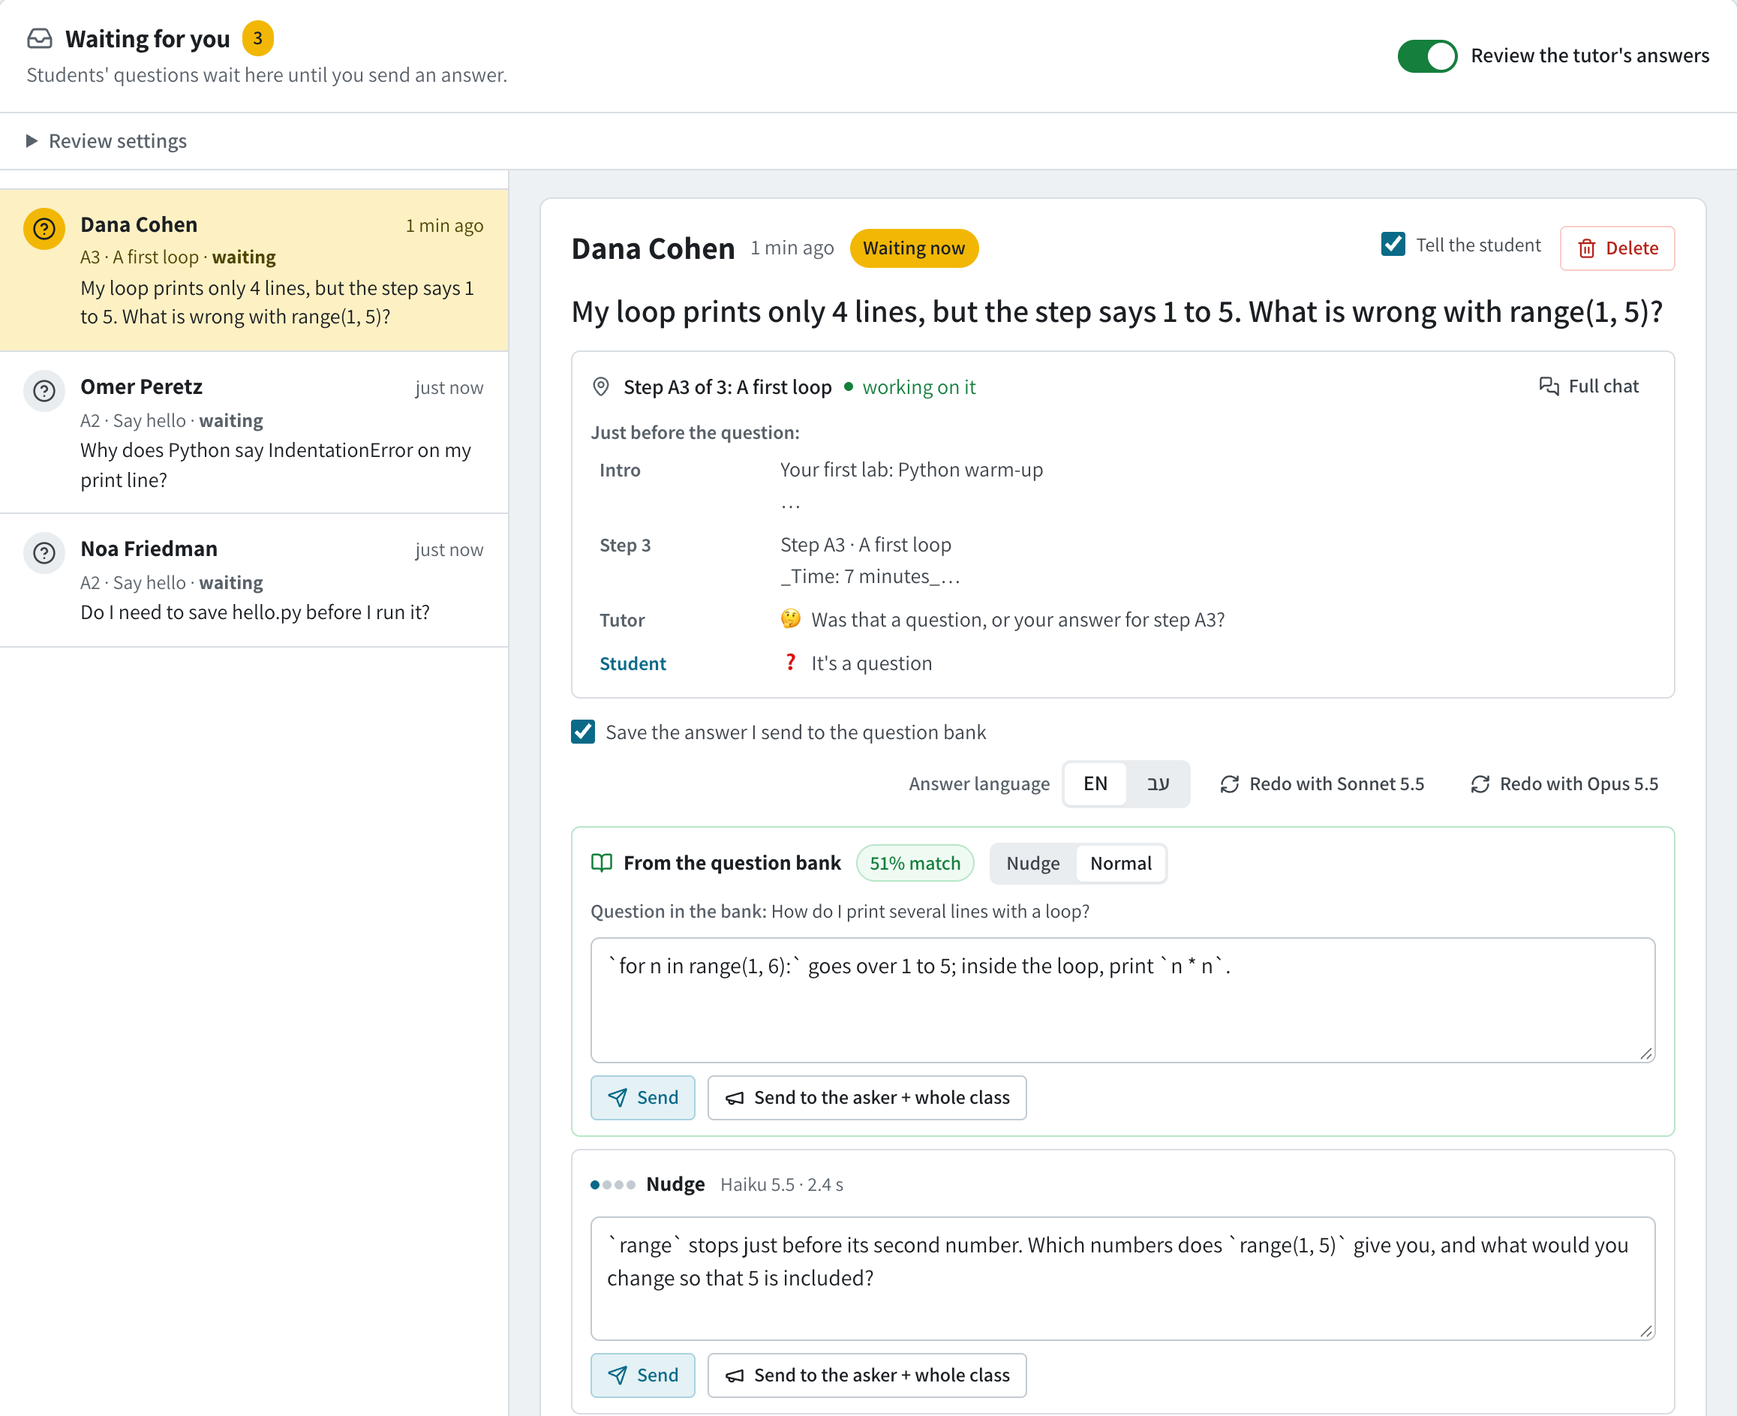 Waiting for you 3
Students' questions wait here until you send an answer.
Review the tutor's answers
Review settings
Dana Cohen 1 min ago
A3 · A first loop · waiting
My loop prints only 4 lines, but the step says 1
to 5. What is wrong with range(1, 5)?
Omer Peretz just now
A2 · Say hello · waiting
Why does Python say IndentationError on my
print line?
Noa Friedman just now
A2 · Say hello · waiting
Do I need to save hello.py before I run it?
Dana Cohen 1 min ago Waiting now
Tell the student
Delete
My loop prints only 4 lines, but the step says 1 to 5. What is wrong with range(1, 5)?
Step A3 of 3: A first loop • working on it
Full chat
Just before the question:
Intro Your first lab: Python warm-up
…
Step 3 Step A3 · A first loop
_Time: 7 minutes_…
Tutor 🤔 Was that a question, or your answer for step A3?
Student ❓ It's a question
Save the answer I send to the question bank
Answer language EN עב Redo with Sonnet 5.5 Redo with Opus 5.5
From the question bank 51% match Nudge Normal
Question in the bank: How do I print several lines with a loop?
`for n in range(1, 6):` goes over 1 to 5; inside the loop, print `n * n`.
Send Send to the asker + whole class
Nudge Haiku 5.5 · 2.4 s
`range` stops just before its second number. Which numbers does `range(1, 5)` give you, and what would you
change so that 5 is included?
Send Send to the asker + whole class